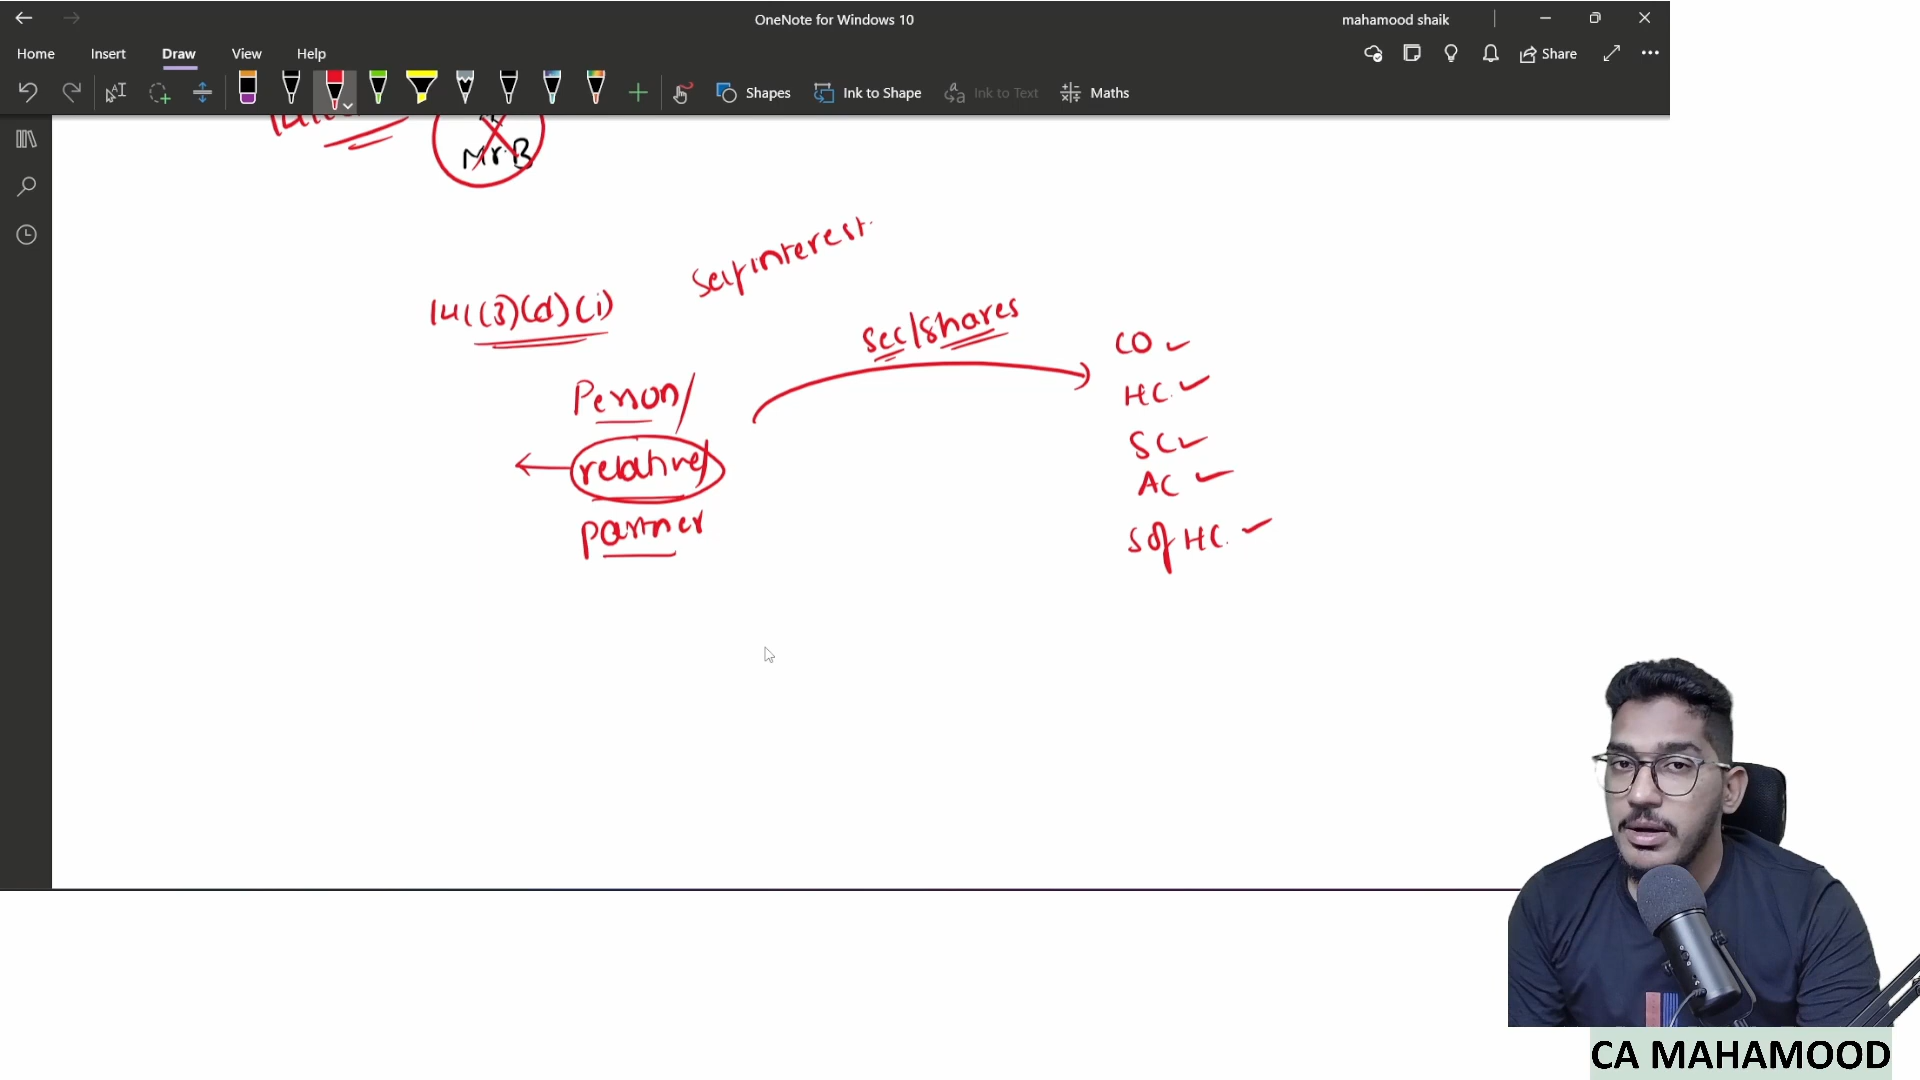 OneNote for Windows 10
mahamood shaik
Home Insert Draw View Help
Share
Shapes Ink to Shape Ink to Text Maths
Mr.B
Self interest.
141(3)(d)(i)
Sec/Shares
Person/
relative/
partner
CO
HC.
SC
AC
S of HC.
CA MAHAMOOD